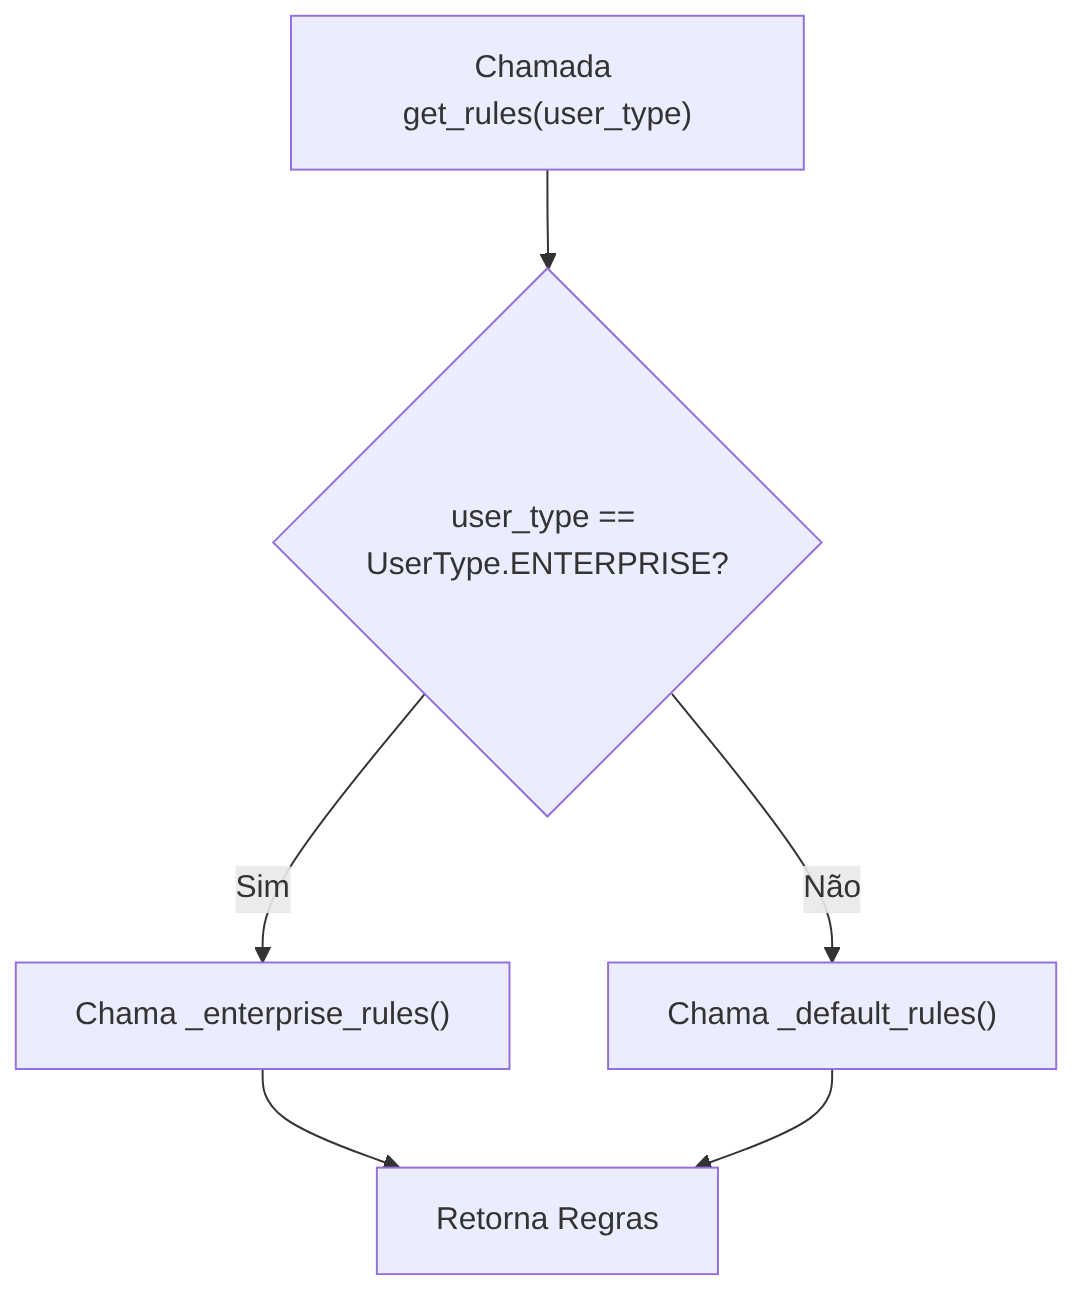 Chamada
get_rules(user_type)
user_type ==
UserType.ENTERPRISE?
Sim
Não
Chama _enterprise_rules()
Chama _default_rules()
Retorna Regras